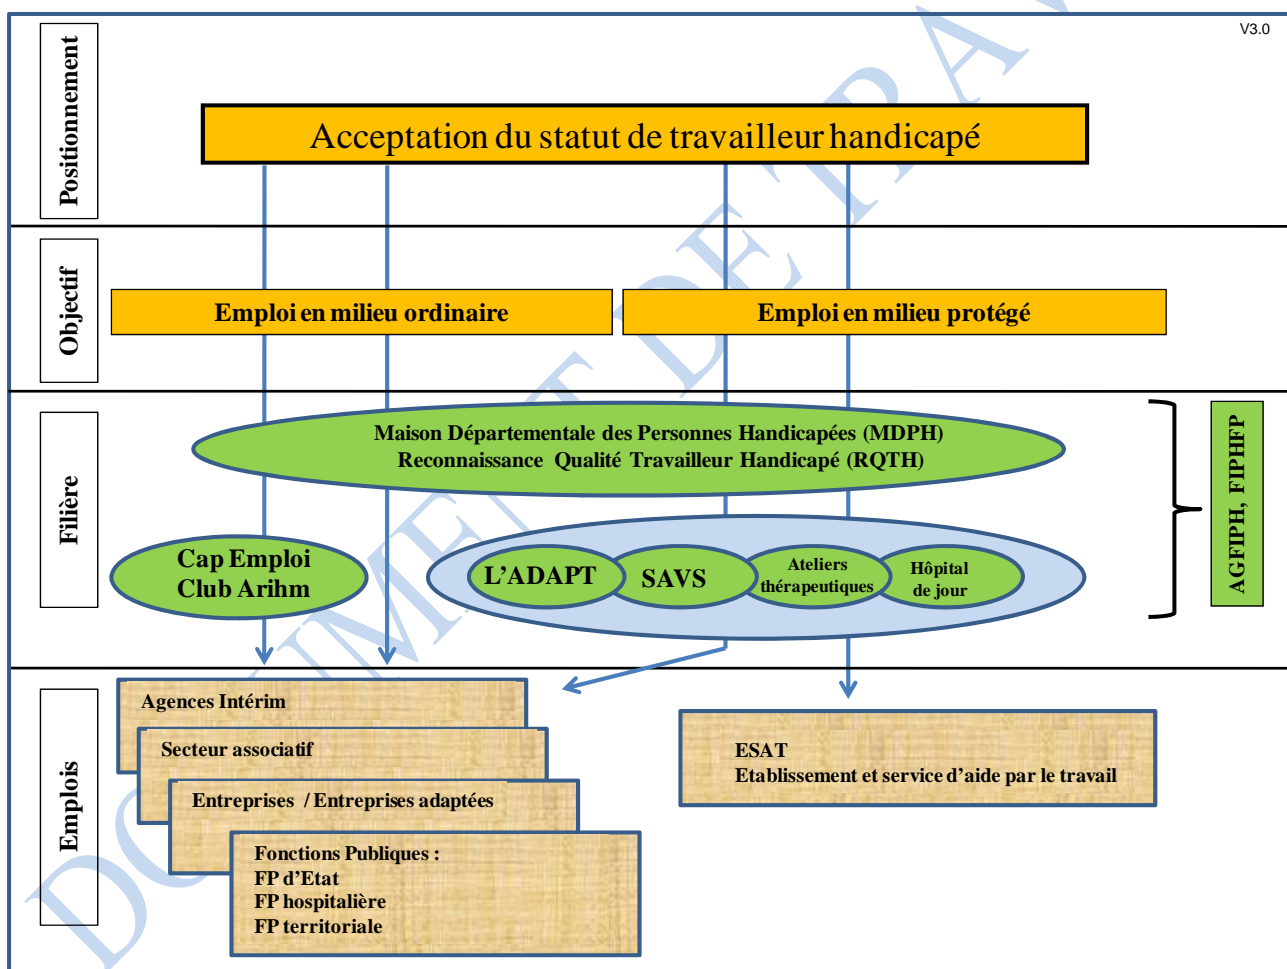 V3.0
Positionnement
Acceptation du statut de travailleur handicapé
Objectif
Emploi en milieu ordinaire
Emploi en milieu protégé
Filière
Maison Départementale des Personnes Handicapées (MDPH)
Reconnaissance Qualité Travailleur Handicapé (RQTH)
AGFIPH, FIPHFP
Cap Emploi
Club Arihm
L'ADAPT
SAVS
Ateliers
thérapeutiques
Hôpital
de jour
Emplois
Agences Intérim
Secteur associatif
Entreprises / Entreprises adaptées
Fonctions Publiques :
FP d'Etat
FP hospitalière
FP territoriale
ESAT
Etablissement et service d'aide par le travail
DOCUMENT DE TRAV